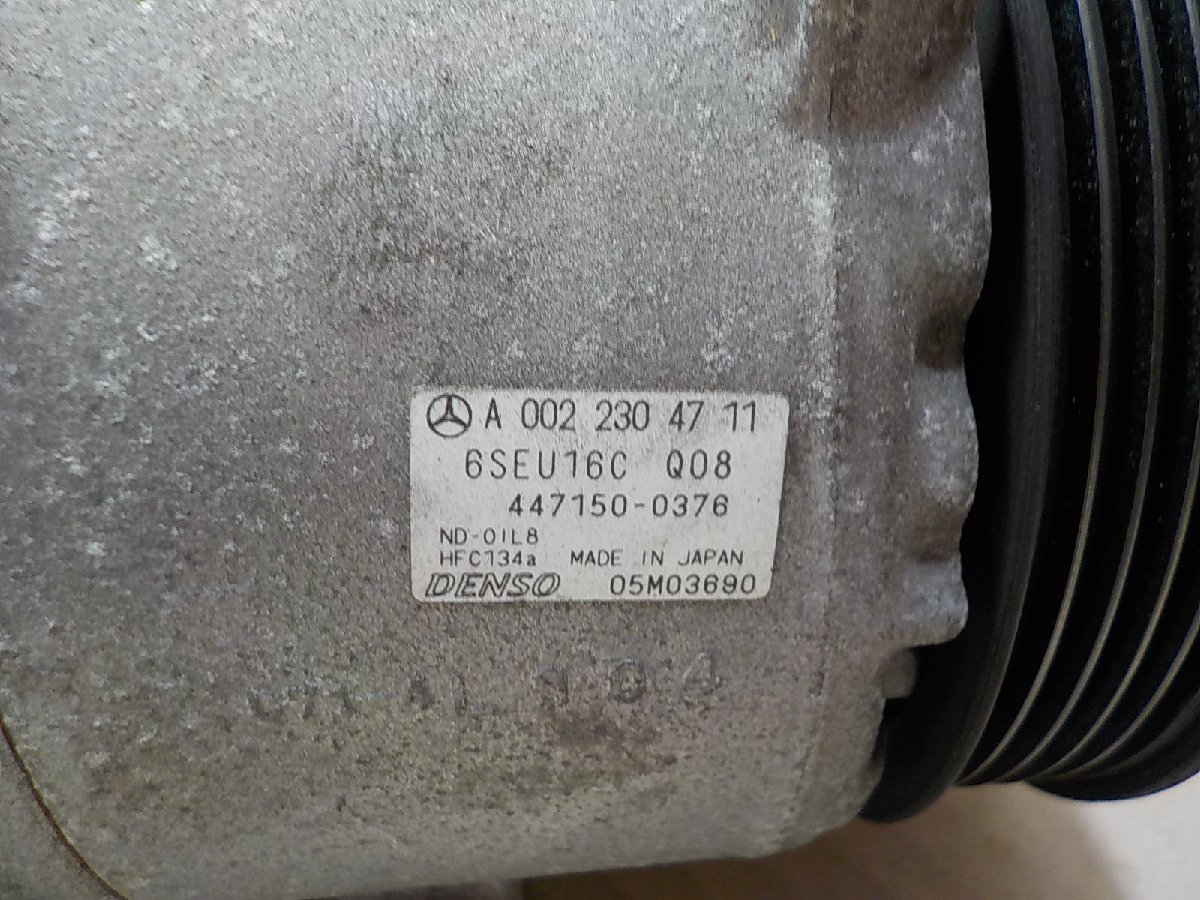 A 002 230 47 11
6SEU16C Q08
447150-0376
ND-OIL8
HFC134a MADE IN JAPAN
DENSO 05M03690